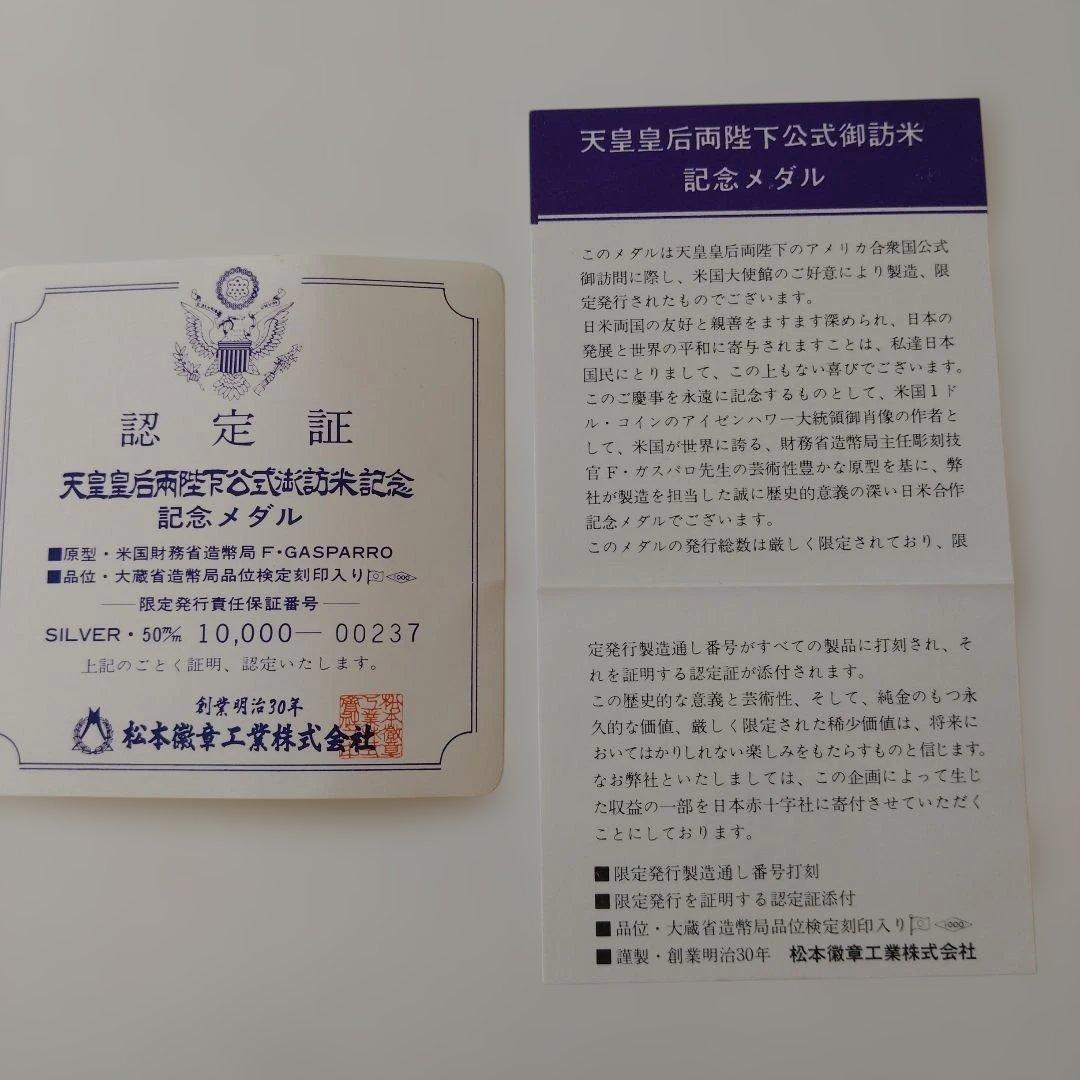 認定証
天皇皇后両陛下公式御訪米記念
記念メダル
■原型・米国財務省造幣局 F・GASPARRO
■品位・大蔵省造幣局品位検定刻印入り
限定発行責任保証番号
SILVER・50m/m 10,000— 00237
上記のごとく証明、認定いたします。
創業明治30年
松本徽章工業株式会社
天皇皇后両陛下公式御訪米
記念メダル
このメダルは天皇皇后両陛下のアメリカ合衆国公式
御訪問に際し、米国大使館のご好意により製造、限
定発行されたものでございます。
日米両国の友好と親善をますます深められ、日本の
発展と世界の平和に寄与されますことは、私達日本
国民にとりまして、この上もない喜びでございます。
このご慶事を永遠に記念するものとして、米国1ド
ル・コインのアイゼンハワー大統領御肖像の作者と
して、米国が世界に誇る、財務省造幣局主任彫刻技
官F・ガスパロ先生の芸術性豊かな原型を基に、弊
社が製造を担当した誠に歴史的意義の深い日米合作
記念メダルでございます。
このメダルの発行総数は厳しく限定されており、限
定発行製造通し番号がすべての製品に打刻され、そ
れを証明する認定証が添付されます。
この歴史的な意義と芸術性、そして、純金のもつ永
久的な価値、厳しく限定された稀少価値は、将来に
おいてはかりしれない楽しみをもたらすものと信じます。
なお弊社といたしましては、この企画によって生じ
た収益の一部を日本赤十字社に寄付させていただく
ことにしております。
■限定発行製造通し番号打刻
■限定発行を証明する認定証添付
■品位・大蔵省造幣局品位検定刻印入り 1000
■謹製・創業明治30年 松本徽章工業株式会社